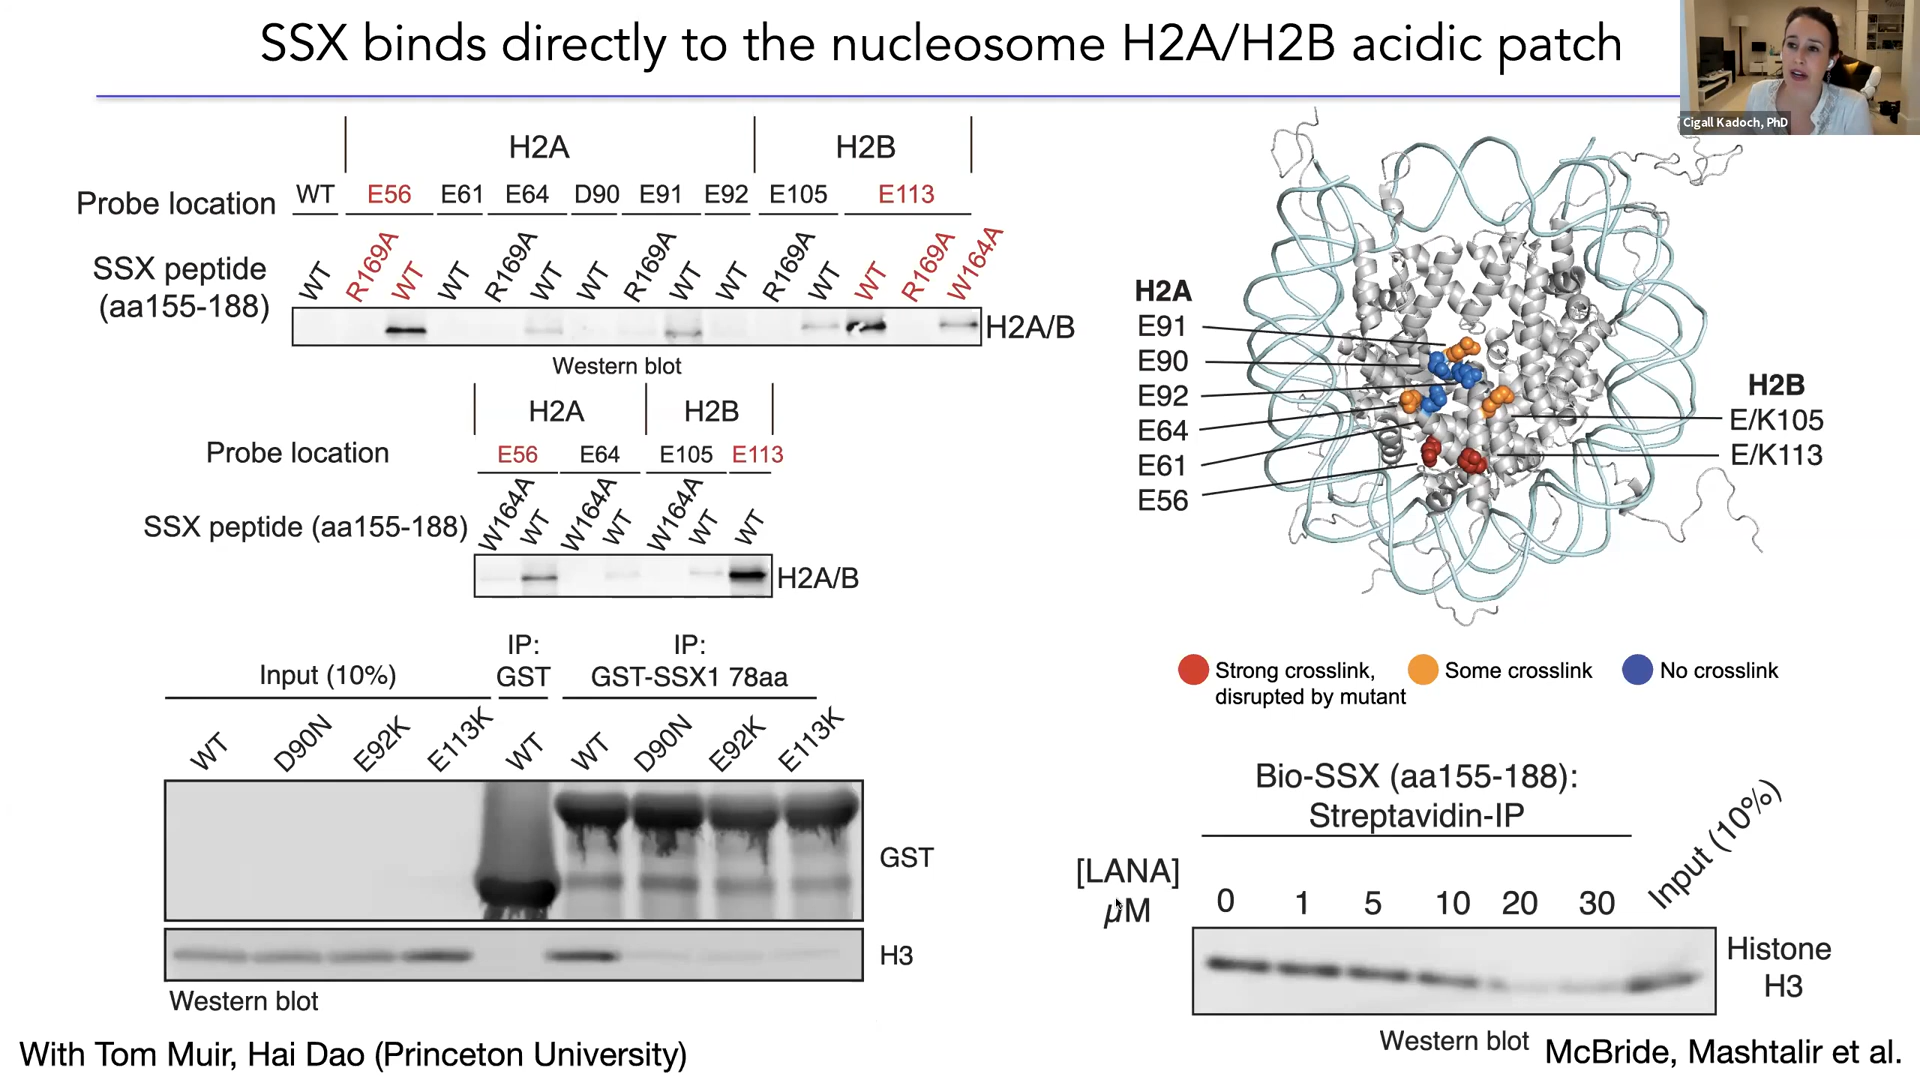 SSX binds directly to the nucleosome H2A/H2B acidic patch
Cigall Kadoch, PhD
H2A H2B
Probe location WT E56 E61 E64 D90 E91 E92 E105 E113
SSX peptide
(aa155-188)
WT R169A WT WT R169A WT WT R169A WT WT R169A WT WT R169A W164A
H2A/B
Western blot
H2A H2B
Probe location E56 E64 E105 E113
SSX peptide (aa155-188) W164A WT W164A WT W164A WT WT
H2A/B
Input (10%)
IP:
GST
IP:
GST-SSX1 78aa
WT D90N E92K E113K WT WT D90N E92K E113K
GST
H3
Western blot
With Tom Muir, Hai Dao (Princeton University)
H2A
E91
E90
E92
E64
E61
E56
H2B
E/K105
E/K113
Strong crosslink,
disrupted by mutant
Some crosslink
No crosslink
Bio-SSX (aa155-188):
Streptavidin-IP
Input (10%)
[LANA]
µM
0 1 5 10 20 30
Histone
H3
Western blot
McBride, Mashtalir et al.